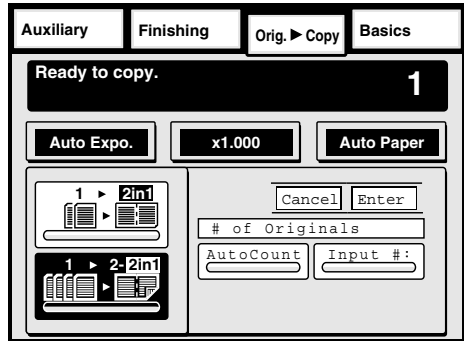 Auxiliary Finishing Orig. ▶ Copy Basics
Ready to copy. 1
Auto Expo. x1.000 Auto Paper
1 ▶ 2in1
Cancel Enter
# of Originals
AutoCount Input #:
1 ▶ 2-2in1